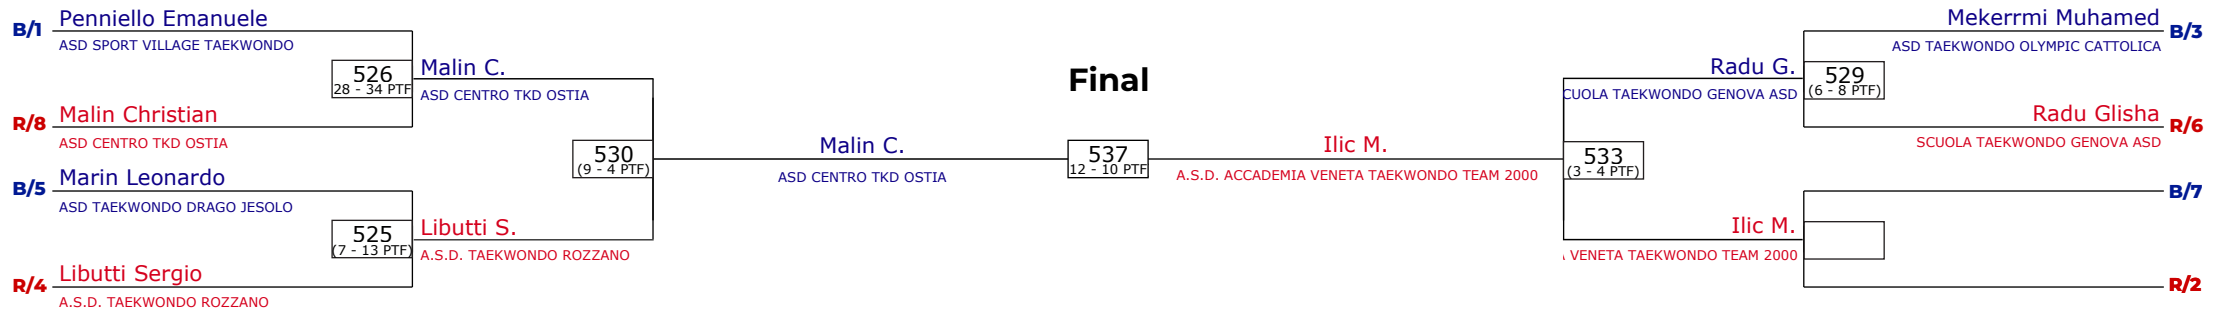 B/1 Penniello Emanuele
ASD SPORT VILLAGE TAEKWONDO
526
28 - 34 PTF
Malin C.
ASD CENTRO TKD OSTIA
R/8 Malin Christian
ASD CENTRO TKD OSTIA
530
(9 - 4 PTF)
B/5 Marin Leonardo
ASD TAEKWONDO DRAGO JESOLO
525
(7 - 13 PTF)
Libutti S.
A.S.D. TAEKWONDO ROZZANO
R/4 Libutti Sergio
A.S.D. TAEKWONDO ROZZANO
Final
Malin C.
ASD CENTRO TKD OSTIA
537
12 - 10 PTF
Ilic M.
A.S.D. ACCADEMIA VENETA TAEKWONDO TEAM 2000
Mekerrmi Muhamed B/3
ASD TAEKWONDO OLYMPIC CATTOLICA
Radu G.
CUOLA TAEKWONDO GENOVA ASD
529
(6 - 8 PTF)
Radu Glisha R/6
SCUOLA TAEKWONDO GENOVA ASD
533
(3 - 4 PTF)
B/7
Ilic M.
VENETA TAEKWONDO TEAM 2000
R/2